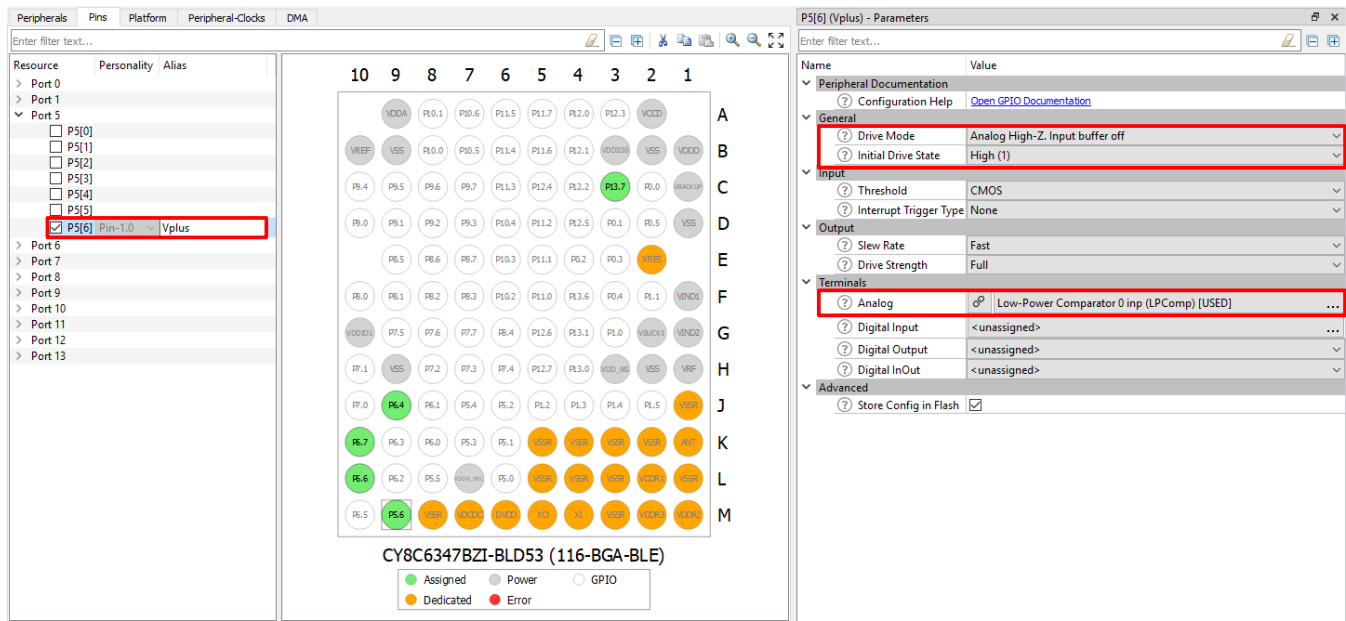 Peripherals Pins Platform Peripheral-Clocks DMA
Enter filter text...
Resource Personality Alias
Port 0
Port 1
Port 5
P5[0]
P5[1]
P5[2]
P5[3]
P5[4]
P5[5]
P5[6] Pin-1.0 Vplus
Port 6
Port 7
Port 8
Port 9
Port 10
Port 11
Port 12
Port 13
10 9 8 7 6 5 4 3 2 1
VDDA P10.1 P10.6 P11.5 P11.7 P12.0 P12.3 VCCD A
VREF VSS P10.0 P10.5 P11.4 P11.6 P12.1 VDDIO0 VSS VDDD B
P9.4 P9.5 P9.6 P9.7 P11.3 P12.4 P12.2 P13.7 P0.0 VBACKUP C
P9.0 P9.1 P9.2 P9.3 P10.4 P11.2 P12.5 P0.1 P0.5 VSS D
P8.5 P8.6 P8.7 P10.3 P11.1 P0.2 P0.3 XRES E
P8.0 P8.1 P8.2 P8.3 P10.2 P11.0 P13.6 P0.4 P1.1 VIND1 F
VDDIO1 P7.5 P7.6 P7.7 P8.4 P12.6 P13.1 P1.0 VBUCK1 VIND2 G
P7.1 VSS P7.2 P7.3 P7.4 P12.7 P13.0 VDD_NS VSS VRF H
P7.0 P6.4 P6.1 P5.4 P5.2 P1.2 P1.3 P1.4 P1.5 VSSR J
P6.7 P6.3 P6.0 P5.3 P5.1 VSSR VSSR VSSR VSSR ANT K
P6.6 P6.2 P5.5 VDDR_HVL P5.0 VSSR VSSR VSSR VDDR1 VSSR L
P6.5 P5.6 VSSR VDCDC DVDD XO XI VSSR VDDR3 VDDR2 M
CY8C6347BZI-BLD53 (116-BGA-BLE)
Assigned Power GPIO
Dedicated Error
P5[6] (Vplus) - Parameters
Enter filter text...
Name Value
Peripheral Documentation
? Configuration Help Open GPIO Documentation
General
? Drive Mode Analog High-Z. Input buffer off
? Initial Drive State High (1)
Input
? Threshold CMOS
? Interrupt Trigger Type None
Output
? Slew Rate Fast
? Drive Strength Full
Terminals
? Analog Low-Power Comparator 0 inp (LPComp) [USED] ...
? Digital Input <unassigned> ...
? Digital Output <unassigned>
? Digital InOut <unassigned>
Advanced
? Store Config in Flash